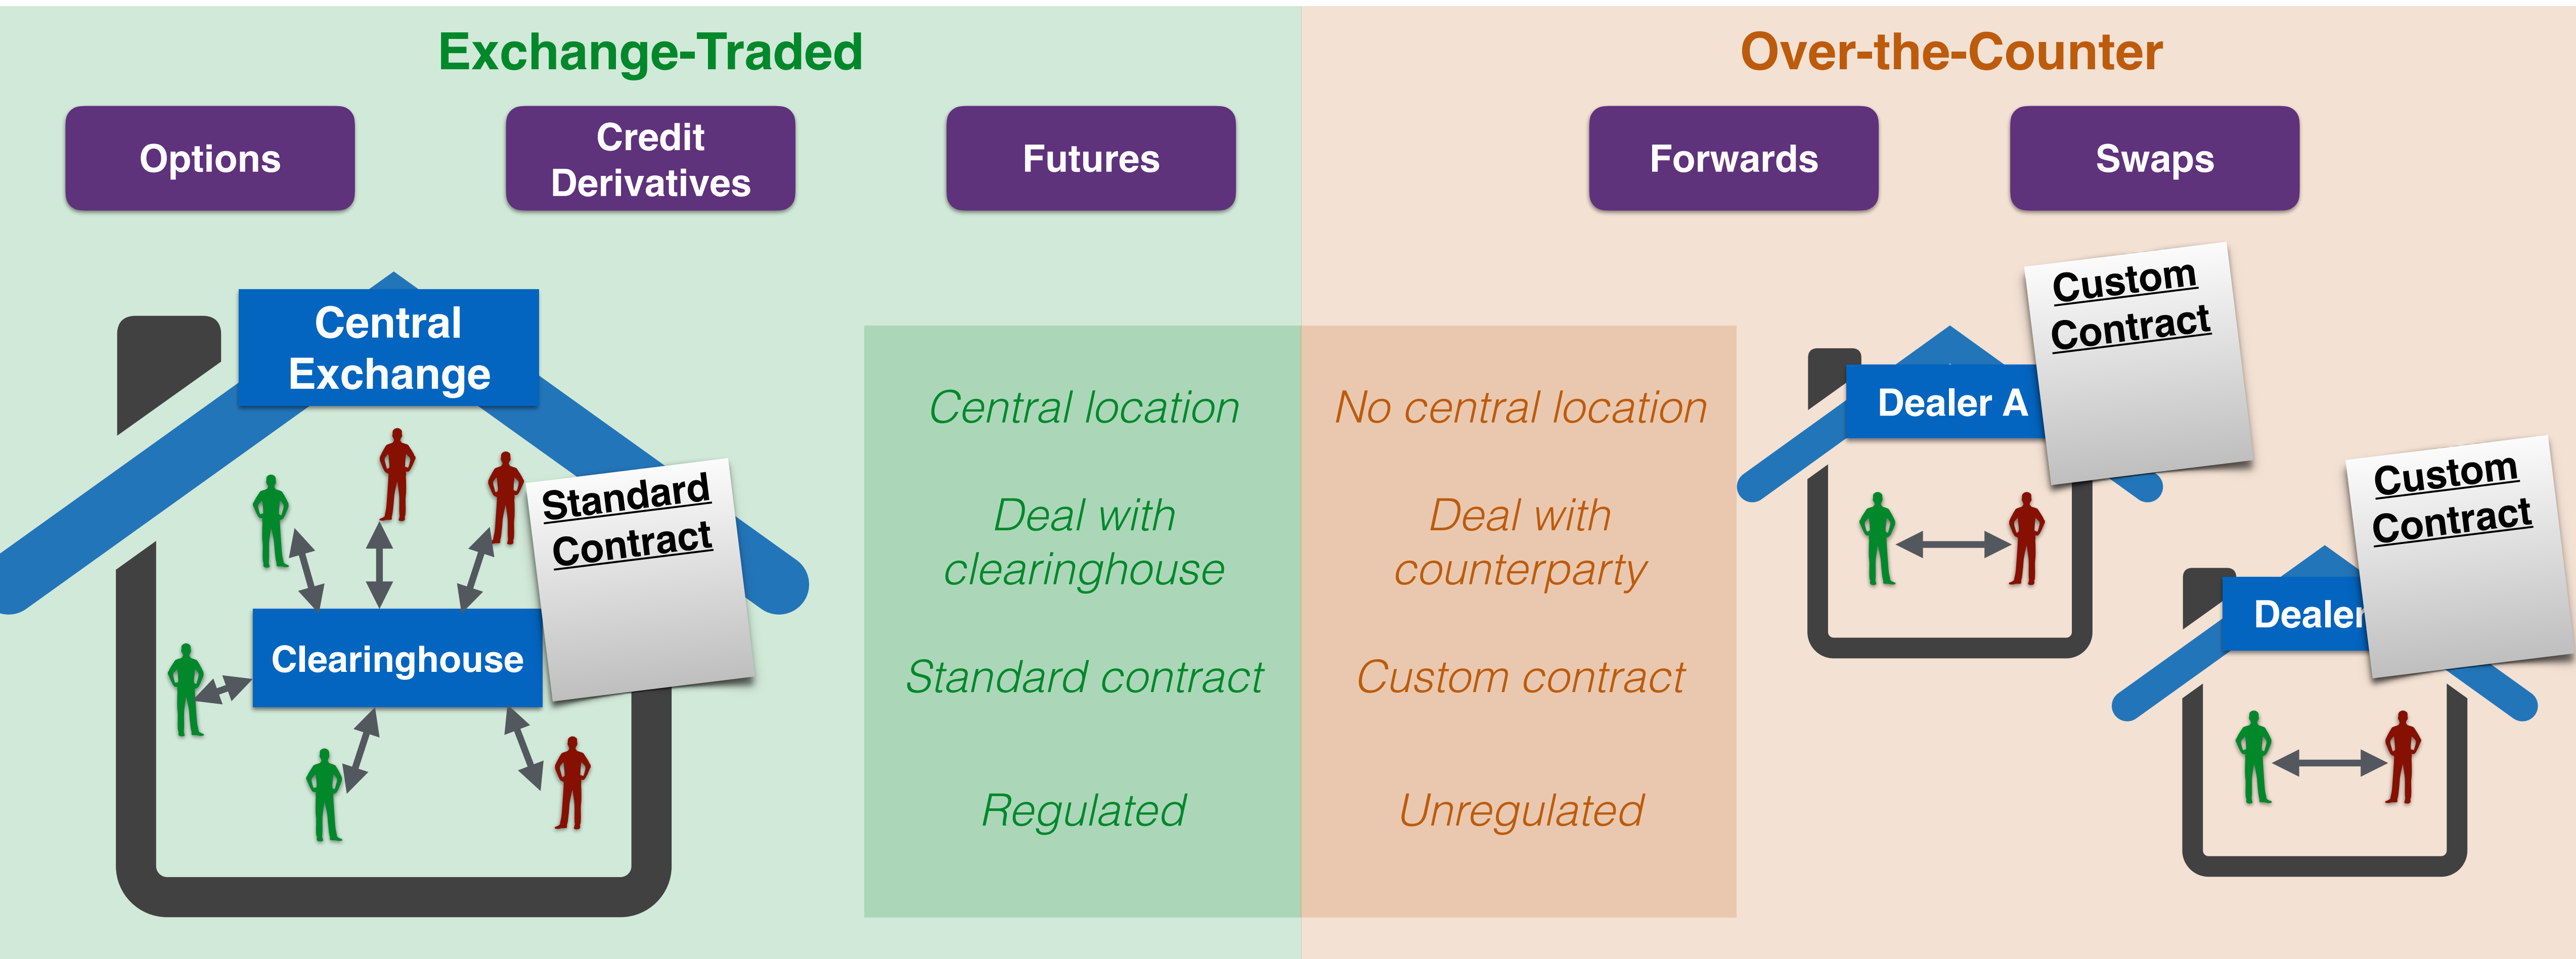 Exchange-Traded
Over-the-Counter
Options
Credit
Derivatives
Futures
Forwards
Swaps
Central
Exchange
Standard
Contract
Clearinghouse
Central location
Deal with
clearinghouse
Standard contract
Regulated
No central location
Deal with
counterparty
Custom contract
Unregulated
Dealer A
Custom
Contract
Dealer
Custom
Contract